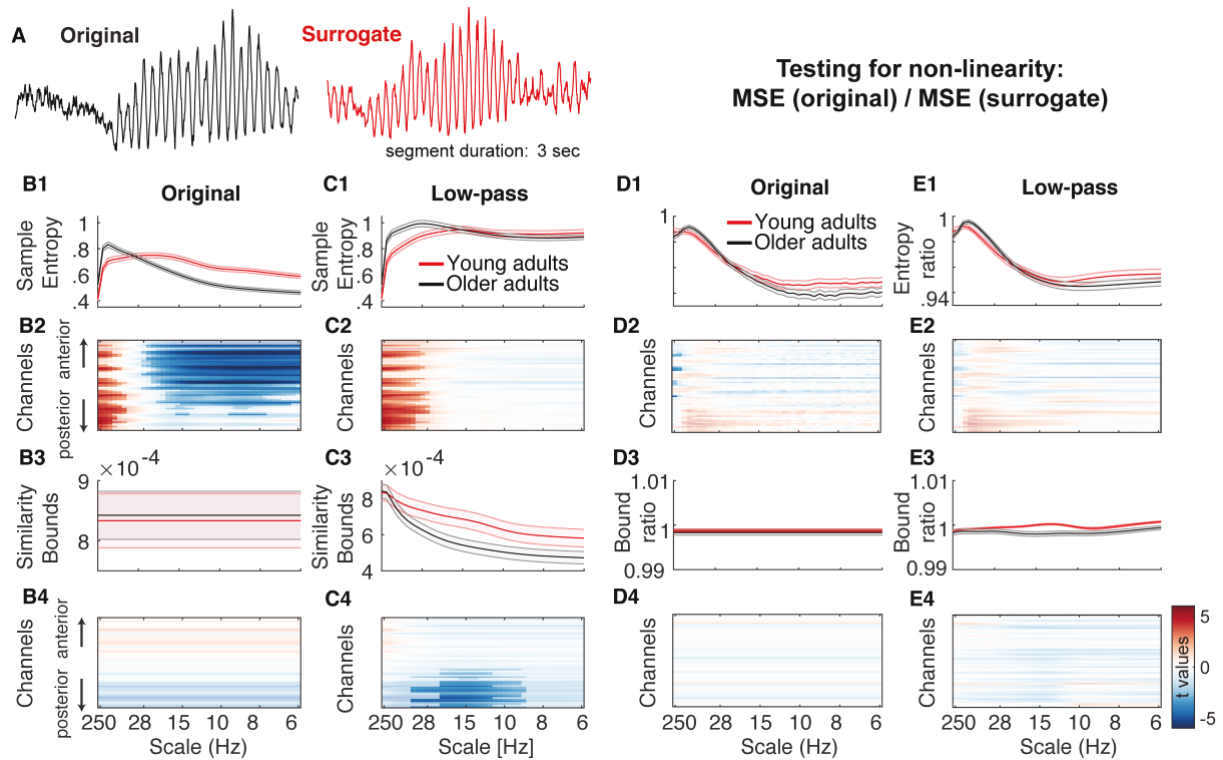 A
Original
Surrogate
segment duration: 3 sec
Testing for non-linearity:
MSE (original) / MSE (surrogate)
B1
Original
Sample
Entropy
1
.8
.6
.4
C1
Low-pass
Sample
Entropy
1
.8
.6
.4
Young adults
Older adults
D1
Original
1
Young adults
Older adults
E1
Low-pass
Entropy
ratio
1
.94
B2
Channels
posterior
anterior
C2
Channels
D2
Channels
E2
Channels
B3
×10⁻⁴
Similarity
Bounds
9
8
C3
×10⁻⁴
Similarity
Bounds
8
6
4
D3
Bound
ratio
1.01
1
0.99
E3
Bound
ratio
1.01
1
0.99
B4
Channels
posterior
anterior
250 28 15 10 8 6
Scale (Hz)
C4
Channels
250 28 15 10 8 6
Scale [Hz]
D4
Channels
250 28 15 10 8 6
Scale (Hz)
E4
Channels
250 28 15 10 8 6
Scale (Hz)
5
0
-5
t values